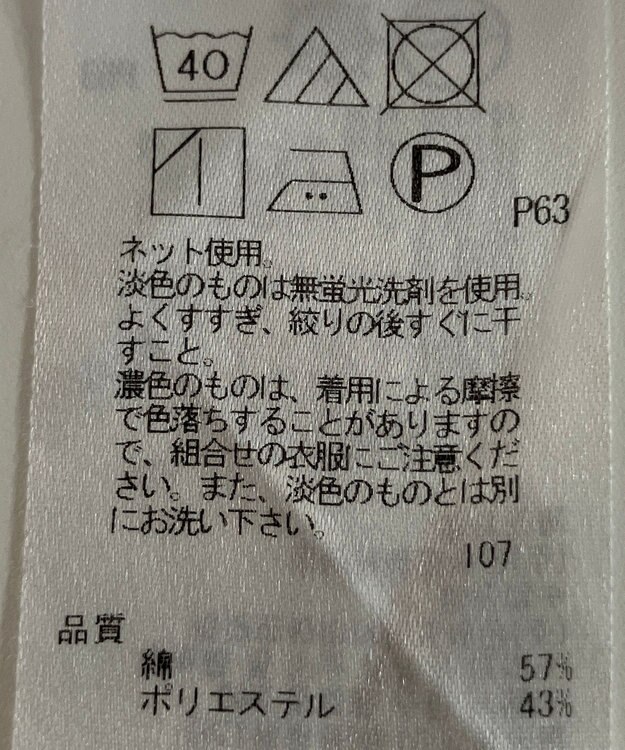 40
P
P63
ネット使用。
淡色のものは無蛍光洗剤を使用。
よくすすぎ、絞りの後すぐに干
すこと。
濃色のものは、着用による摩擦
で色落ちすることがありますの
で、組合せの衣服にご注意くだ
さい。また、淡色のものとは別
にお洗い下さい。
107
品質
綿 57%
ポリエステル 43%